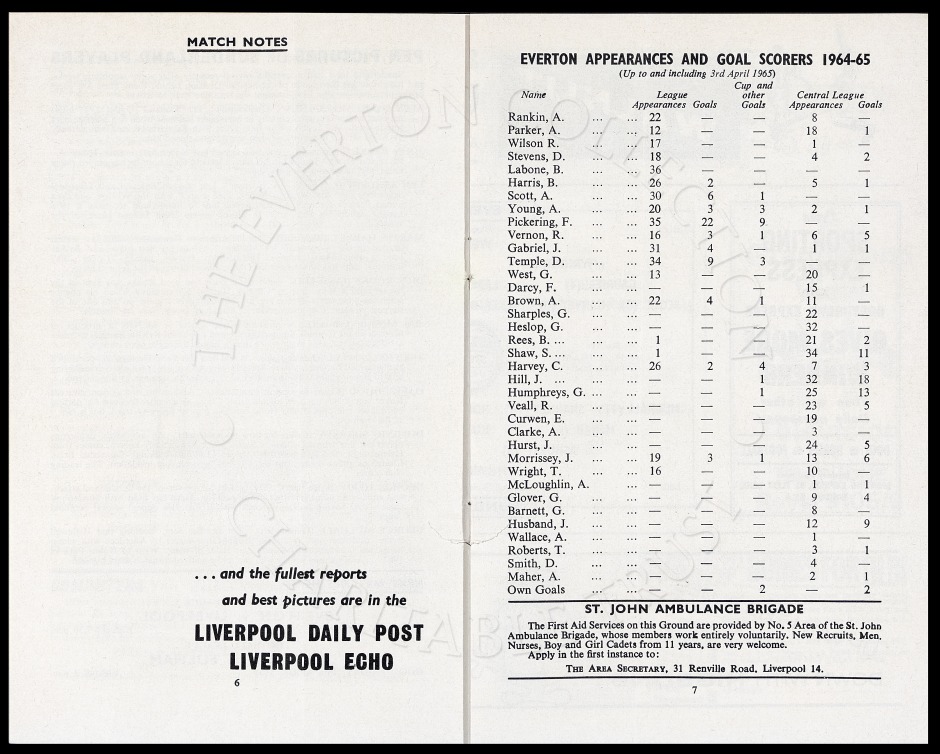 MATCH NOTES
... and the fullest reports
and best pictures are in the
LIVERPOOL DAILY POST
LIVERPOOL ECHO
6
EVERTON APPEARANCES AND GOAL SCORERS 1964-65
(Up to and including 3rd April 1965)
Name League Appearances Goals Cup and other Goals Central League Appearances Goals
Rankin, A. ... ... 22 — — 8 —
Parker, A. ... ... 12 — — 18 1
Wilson R. ... ... 17 — — 1 —
Stevens, D. ... ... 18 — — 4 2
Labone, B. ... ... 36 — — — —
Harris, B. ... ... 26 2 — 5 1
Scott, A. ... ... 30 6 1 — —
Young, A. ... ... 20 3 3 2 1
Pickering, F. ... ... 35 22 9 — —
Vernon, R. ... ... 16 3 1 6 5
Gabriel, J. ... ... 31 4 — 1 1
Temple, D. ... ... 34 9 3 — —
West, G. ... ... 13 — — 20 —
Darcy, F. ... ... — — — 15 1
Brown, A. ... ... 22 4 1 11 —
Sharples, G. ... ... — — — 22 —
Heslop, G. ... ... — — — 32 —
Rees, B. ... ... ... 1 — — 21 2
Shaw, S. ... ... ... 1 — — 34 11
Harvey, C. ... ... 26 2 4 7 3
Hill, J. ... ... ... — — 1 32 18
Humphreys, G. ... ... — — 1 25 13
Veall, R. ... ... — — — 23 5
Curwen, E. ... ... — — — 19 —
Clarke, A. ... ... — — — 3 —
Hurst, J. ... ... — — — 24 5
Morrissey, J. ... ... 19 3 1 13 6
Wright, T. ... ... 16 — — 10 —
McLoughlin, A. ... — — — 1 1
Glover, G. ... ... — — — 9 4
Barnett, G. ... ... — — — 8 —
Husband, J. ... ... — — — 12 9
Wallace, A. ... ... — — — 1 —
Roberts, T. ... ... — — — 3 1
Smith, D. ... ... — — — 4 —
Maher, A. ... ... — — — 2 1
Own Goals ... ... — — 2 — 2
ST. JOHN AMBULANCE BRIGADE
The First Aid Services on this Ground are provided by No. 5 Area of the St. John
Ambulance Brigade, whose members work entirely voluntarily. New Recruits, Men,
Nurses, Boy and Girl Cadets from 11 years, are very welcome.
Apply in the first instance to:
THE AREA SECRETARY, 31 Renville Road, Liverpool 14.
7
© THE EVERTON COLLECTION CHARITABLE TRUST